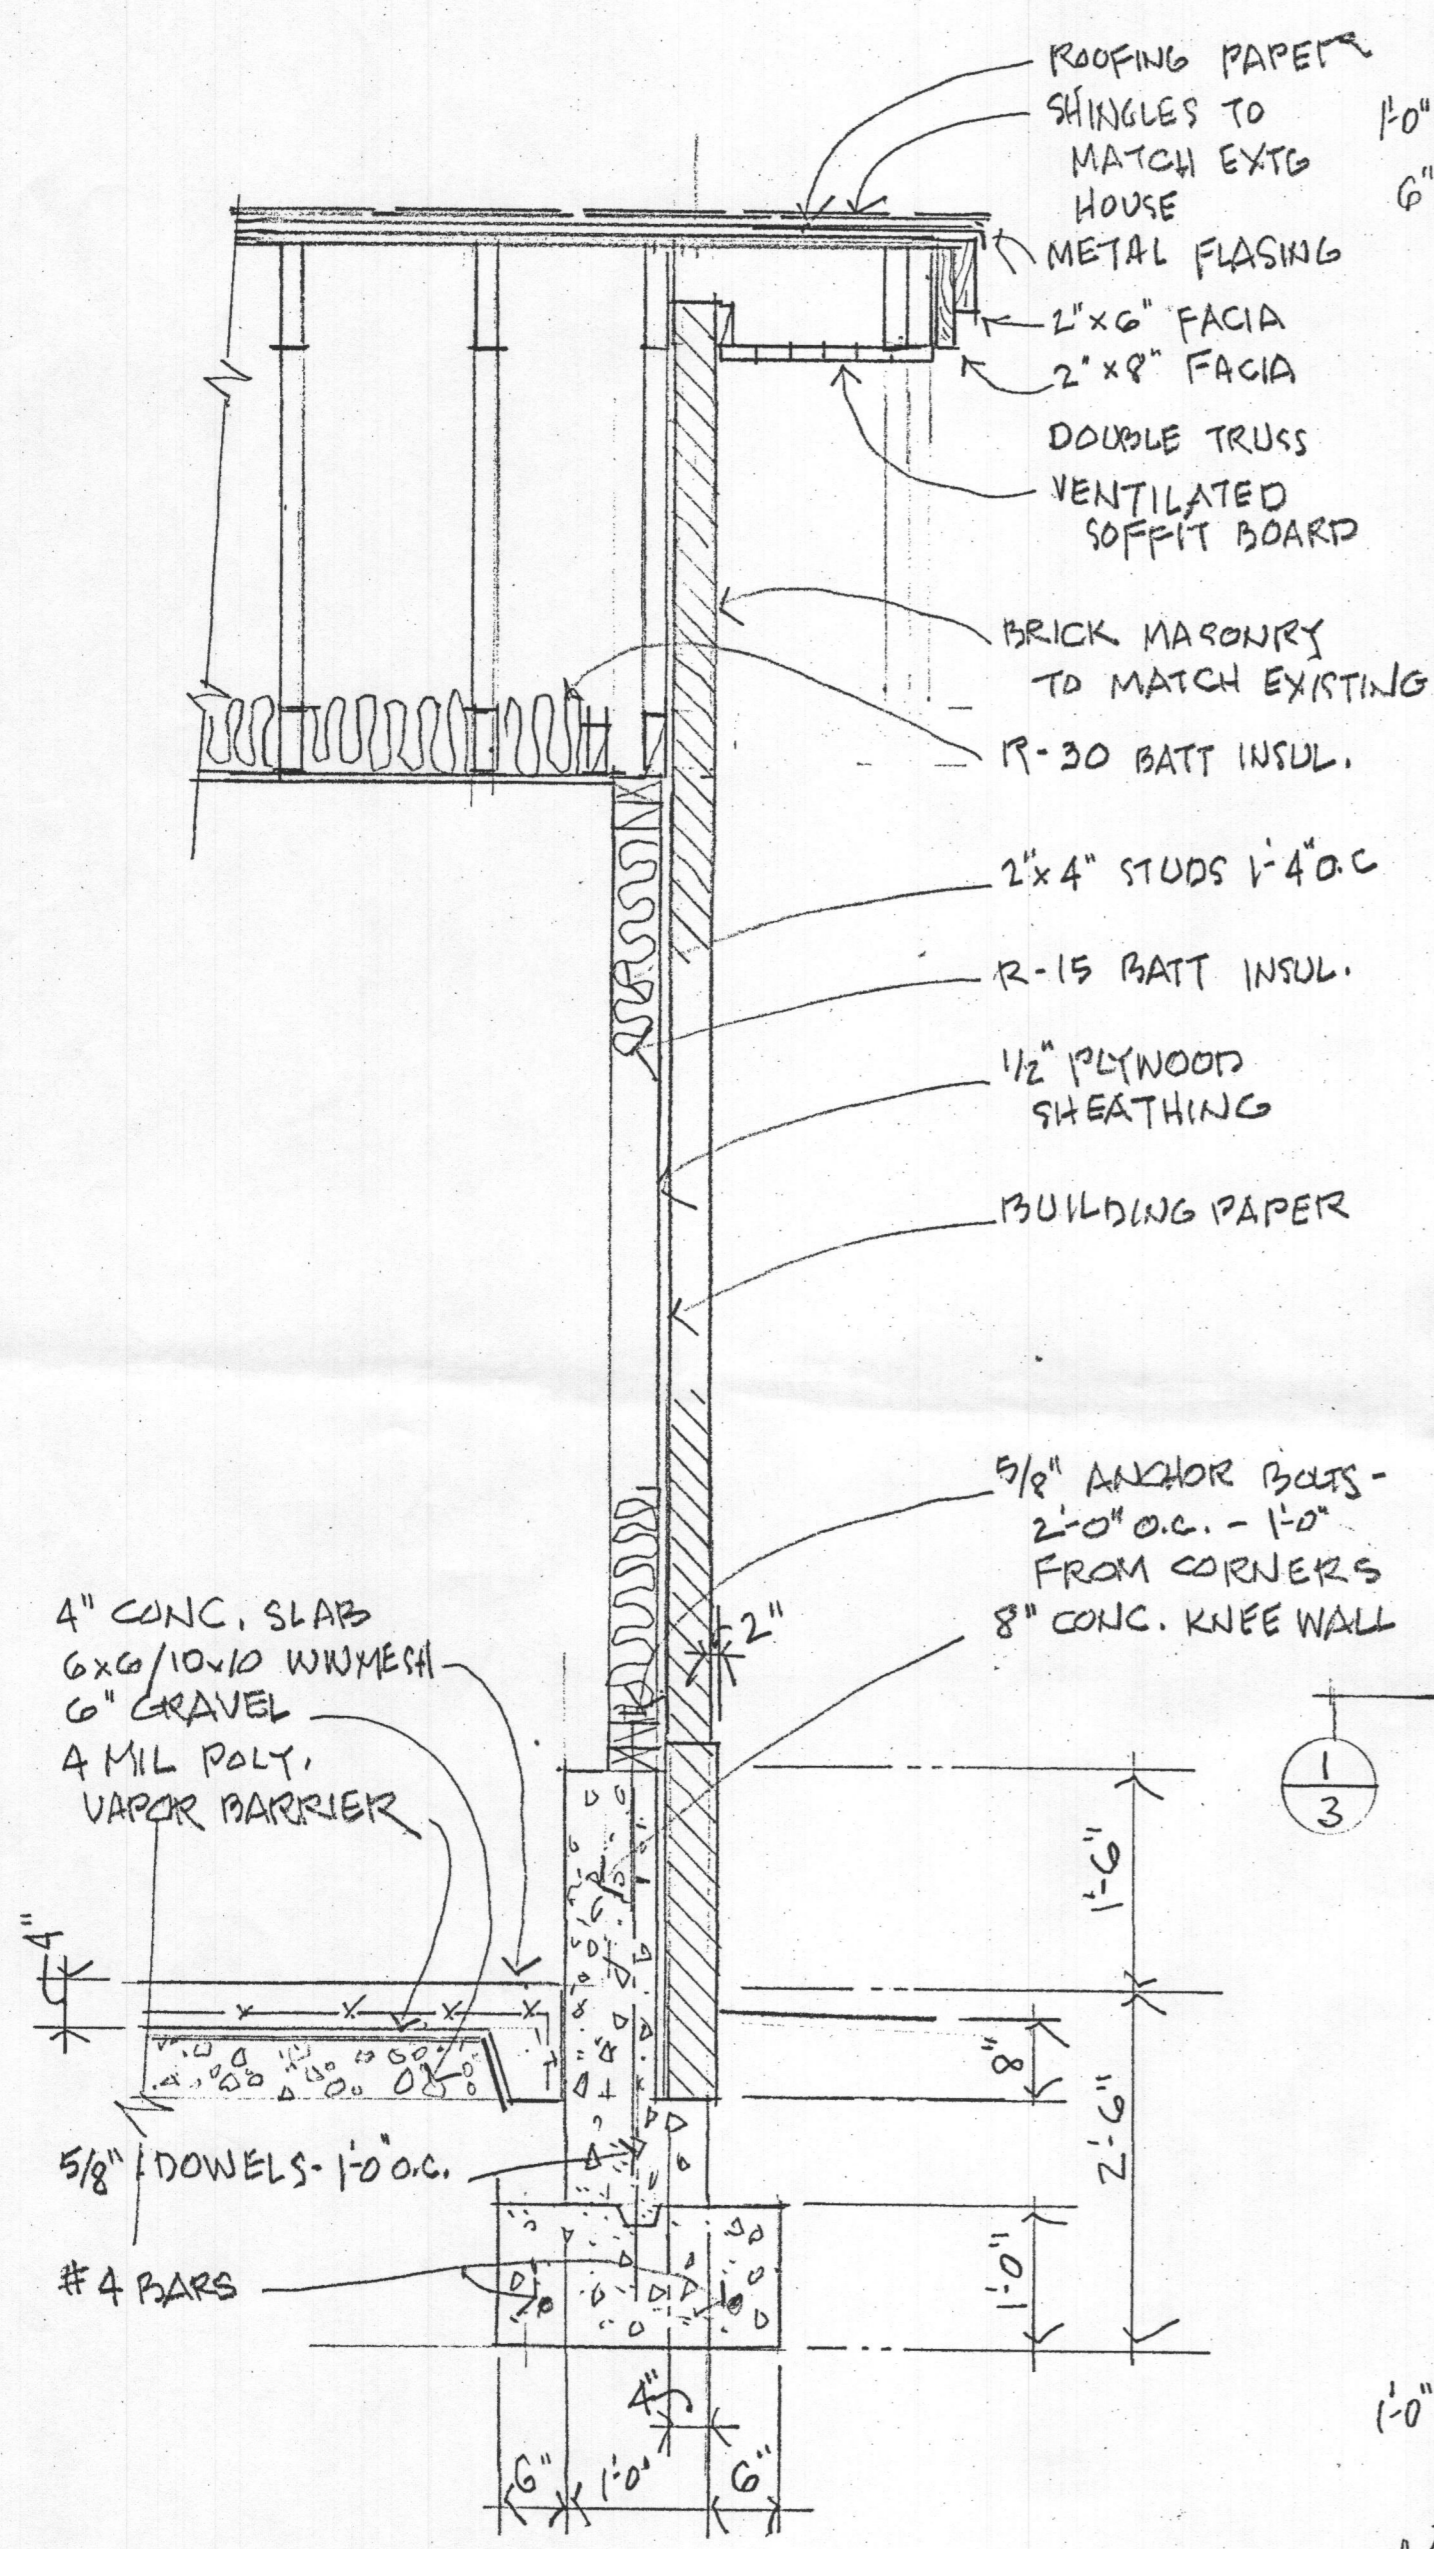 ROOFING PAPER
SHINGLES TO
MATCH EXTG
HOUSE
METAL FLASING
2"x6" FACIA
2"x8" FACIA
DOUBLE TRUSS
VENTILATED
SOFFIT BOARD
1'-0"
6"
BRICK MASONRY
TO MATCH EXISTING
R-30 BATT INSUL.
2"x4" STUDS 1'-4" O.C
R-15 BATT INSUL.
1/2" PLYWOOD
SHEATHING
BUILDING PAPER
5/8" ANCHOR BOLTS -
2'-0" O.C. - 1'-0"
FROM CORNERS
8" CONC. KNEE WALL
2"
4" CONC. SLAB
6x6/10x10 WWMESH
6" GRAVEL
4 MIL POLY.
VAPOR BARRIER
1
3
1'-6"
4"
8"
2'-6"
5/8" DOWELS - 1'-0" O.C.
1'-0"
#4 BARS
4"
6"
1'-0"
6"
1'-0"